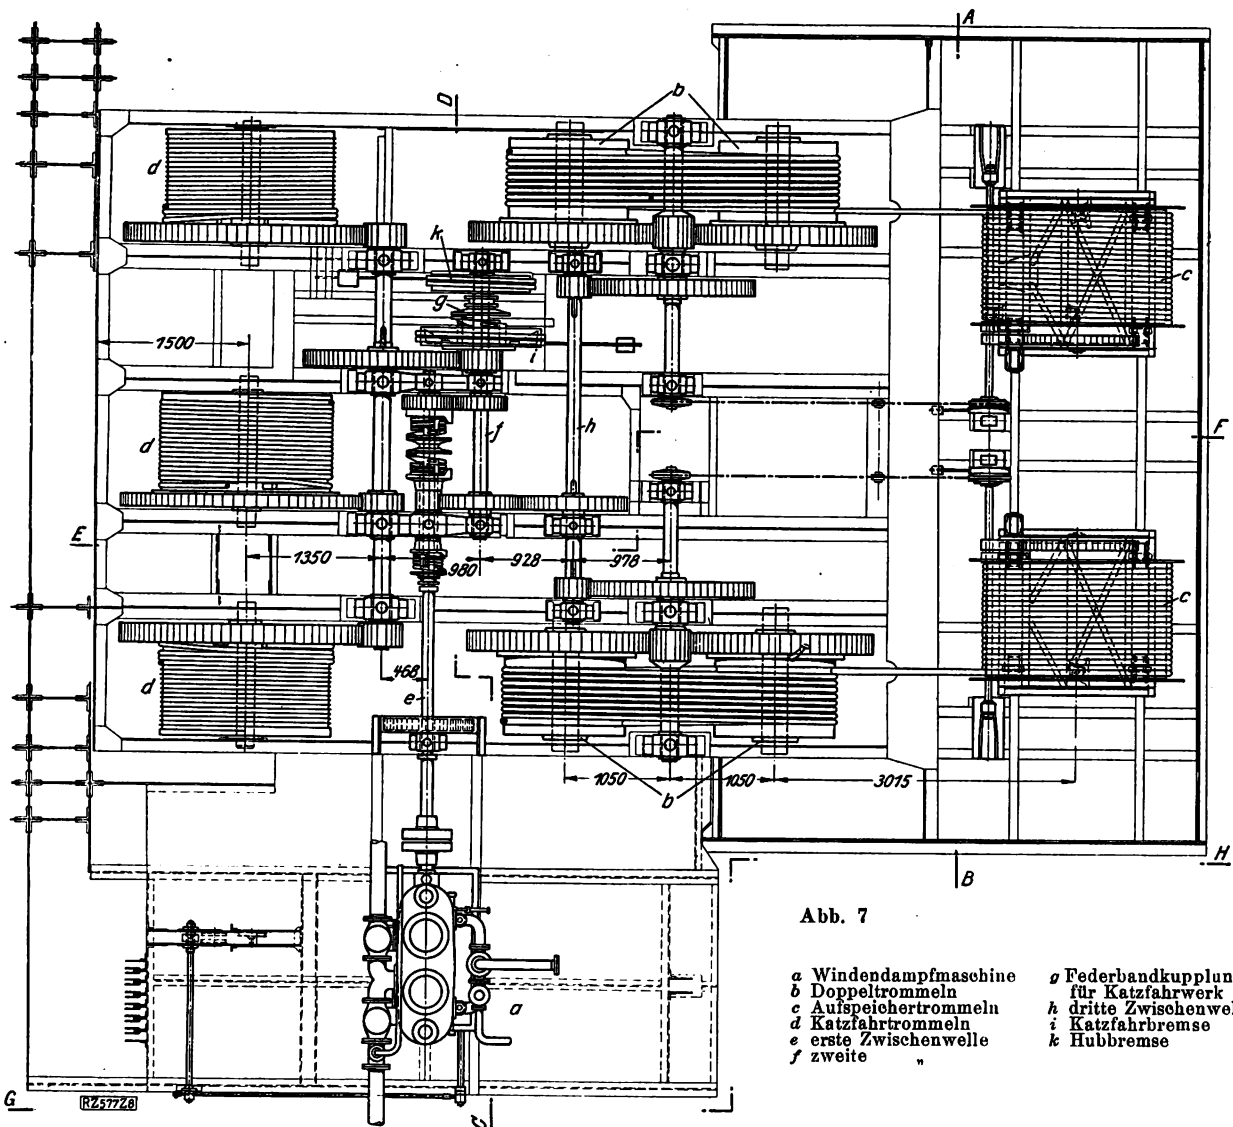 A
D
b
d
k
c
g
1500
i
d
f
h
F
E
1350
980
928
978
c
d
468
e
1050
1050
3015
b
H
B
Abb. 7
a Windendampfmaschine
b Doppeltrommeln
c Aufspeichertrommeln
d Katzfahrtrommeln
e erste Zwischenwelle
f zweite "
g Federbandkupplun
für Katzfahrwerk
h dritte Zwischenwel
i Katzfahrbremse
k Hubbremse
a
G
RZ577Z8
C